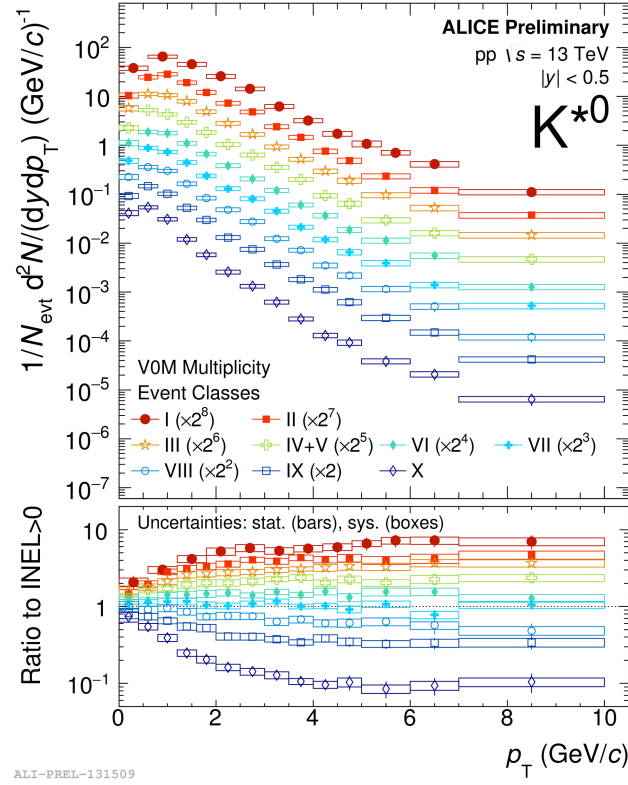 ALICE Preliminary
pp √s = 13 TeV
|y| < 0.5
K*⁰
1/N_evt d²N/(dydp_T) (GeV/c)⁻¹
10²
10
1
10⁻¹
10⁻²
10⁻³
10⁻⁴
10⁻⁵
10⁻⁶
10⁻⁷
V0M Multiplicity
Event Classes
I (×2⁸) II (×2⁷)
III (×2⁶) IV+V (×2⁵) VI (×2⁴) VII (×2³)
VIII (×2²) IX (×2) X
Uncertainties: stat. (bars), sys. (boxes)
Ratio to INEL>0
10
1
10⁻¹
0 2 4 6 8 10
p_T (GeV/c)
ALI-PREL-131509